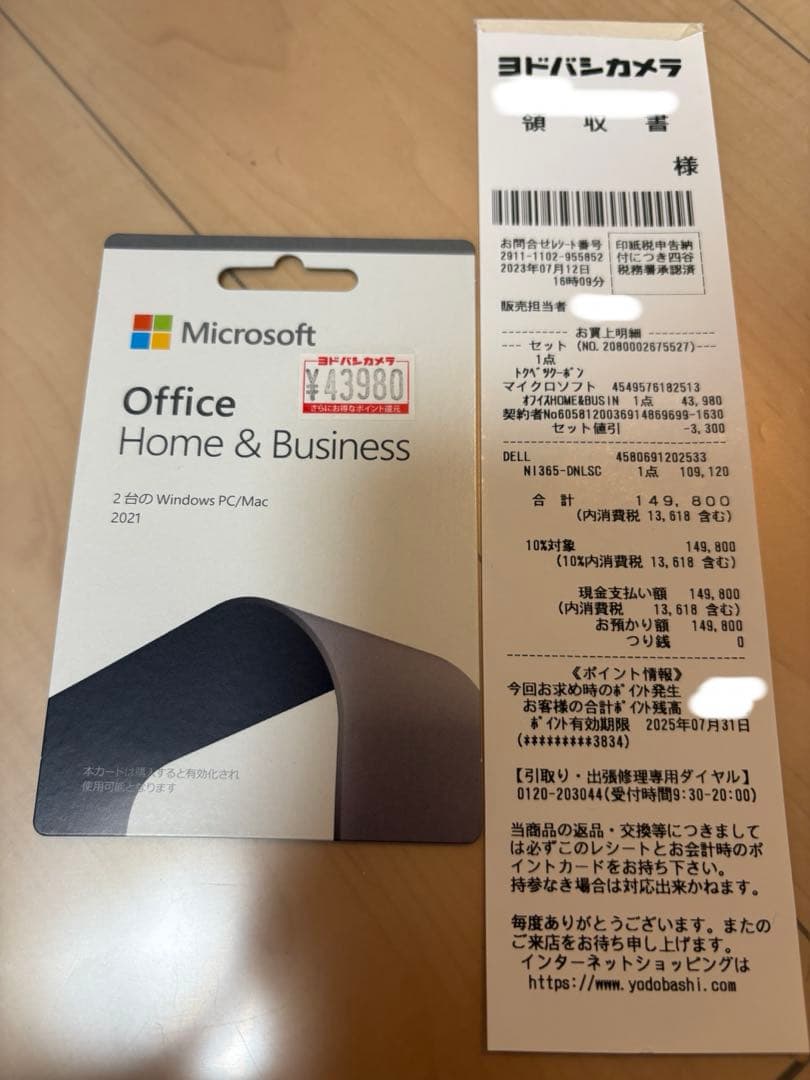 Microsoft
ヨドバシカメラ
¥43980
さらにお得なポイント還元
Office
Home & Business
2 台の Windows PC/Mac
2021
本カードは購入すると有効化され
使用可能となります
ヨドバシカメラ
領 収 書
様
お問合せレシート番号
2911-1102-955852
2023年07月12日
16時09分
印紙税申告納
付につき四谷
税務署承認済
販売担当者
---------- お買上明細 ----------
--- セット (NO. 2080002675527)---
1点
トクベツクーポン
マイクロソフト 4549576182513
オフィスHOME&BUSIN 1点 43,980
契約者No6058120036914869699-1630
セット値引 -3,300
DELL 4580691202533
NI365-DNLSC 1点 109,120
合 計 149,800
(内消費税 13,618 含む)
10%対象 149,800
(10%内消費税 13,618 含む)
現金支払い額 149,800
(内消費税 13,618 含む)
お預かり額 149,800
つり銭 0
《ポイント情報》
今回お求め時のポイント発生
お客様の合計ポイント残高
ポイント有効期限 2025年07月31日
(*********3834)
【引取り・出張修理専用ダイヤル】
0120-203044(受付時間9:30-20:00)
当商品の返品・交換等につきまして
は必ずこのレシートとお会計時のポ
イントカードをお持ち下さい。
持参なき場合は対応出来かねます。
毎度ありがとうございます。またの
ご来店をお待ち申し上げます。
インターネットショッピングは
https://www.yodobashi.com